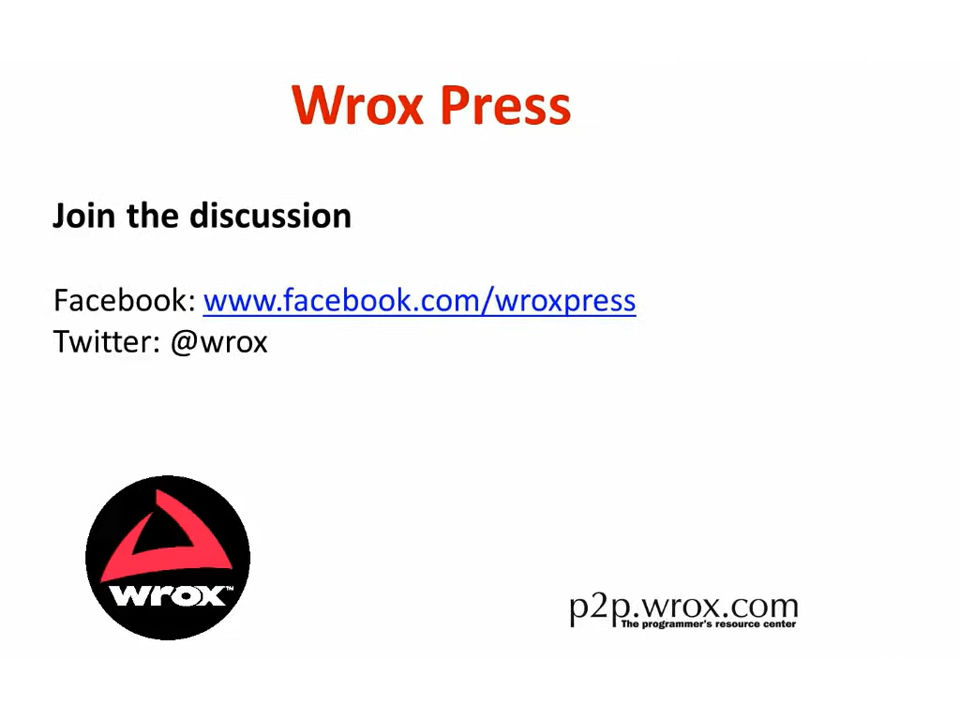 Wrox Press
Join the discussion
Facebook: www.facebook.com/wroxpress
Twitter: @wrox
wrox™
p2p.wrox.com
The programmer's resource center